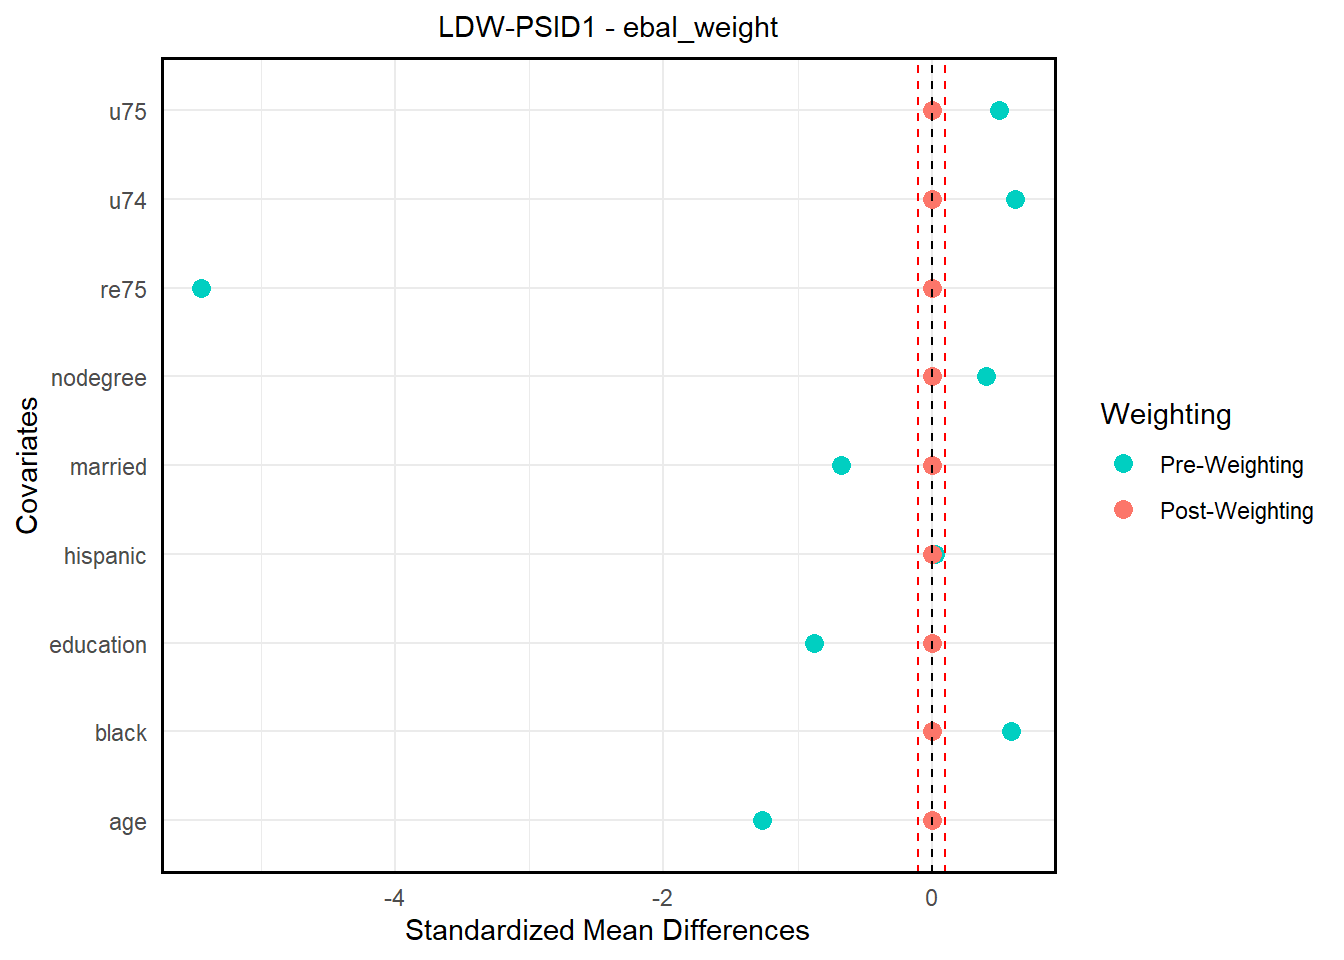 LDW-PSID1 - ebal_weight
u75
u74
re75
nodegree
married
hispanic
education
black
age
Covariates
-4
-2
0
Standardized Mean Differences
Weighting
Pre-Weighting
Post-Weighting